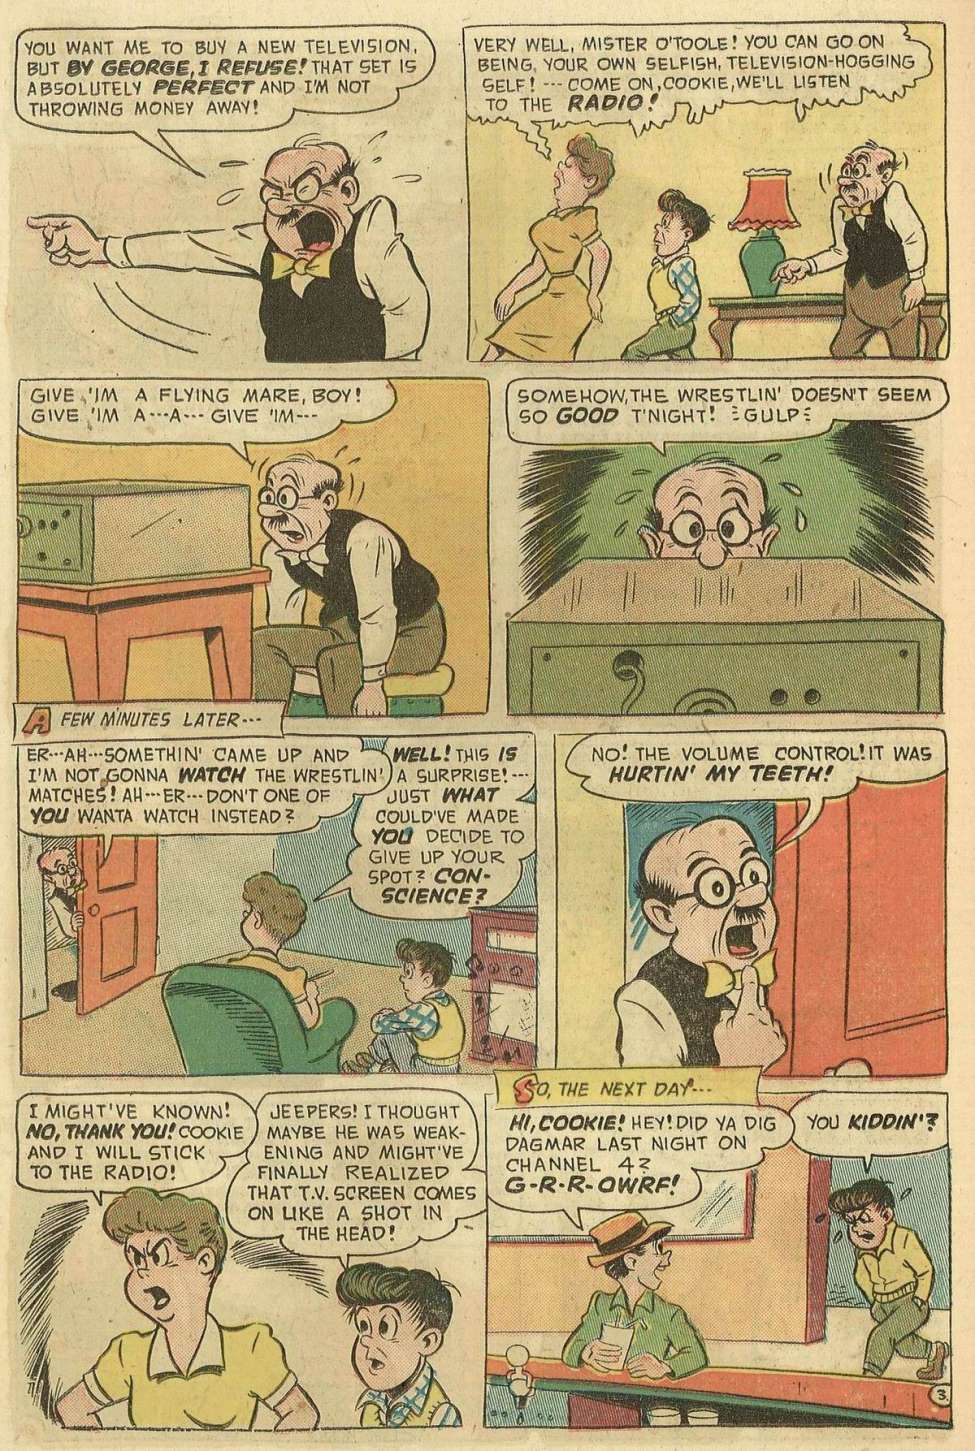 YOU WANT ME TO BUY A NEW TELEVISION,
BUT BY GEORGE, I REFUSE! THAT SET IS
ABSOLUTELY PERFECT AND I'M NOT
THROWING MONEY AWAY!
VERY WELL, MISTER O'TOOLE! YOU CAN GO ON
BEING YOUR OWN SELFISH, TELEVISION-HOGGING
SELF! --- COME ON, COOKIE, WE'LL LISTEN
TO THE RADIO!
GIVE 'IM A FLYING MARE, BOY!
GIVE 'IM A---A--- GIVE 'IM---
SOMEHOW, THE WRESTLIN' DOESN'T SEEM
SO GOOD T'NIGHT! GULP
A FEW MINUTES LATER---
ER---AH---SOMETHIN' CAME UP AND
I'M NOT GONNA WATCH THE WRESTLIN'
MATCHES! AH---ER---DON'T ONE OF
YOU WANTA WATCH INSTEAD?
WELL! THIS IS
A SURPRISE!---
JUST WHAT
COULD'VE MADE
YOU DECIDE TO
GIVE UP YOUR
SPOT? CON-
SCIENCE?
NO! THE VOLUME CONTROL! IT WAS
HURTIN' MY TEETH!
I MIGHT'VE KNOWN!
NO, THANK YOU! COOKIE
AND I WILL STICK
TO THE RADIO!
JEEPERS! I THOUGHT
MAYBE HE WAS WEAK-
ENING AND MIGHT'VE
FINALLY REALIZED
THAT T.V. SCREEN COMES
ON LIKE A SHOT IN
THE HEAD!
SO, THE NEXT DAY---
HI, COOKIE! HEY! DID YA DIG
DAGMAR LAST NIGHT ON
CHANNEL 4?
G-R-R-OWRF!
YOU KIDDIN'?
3